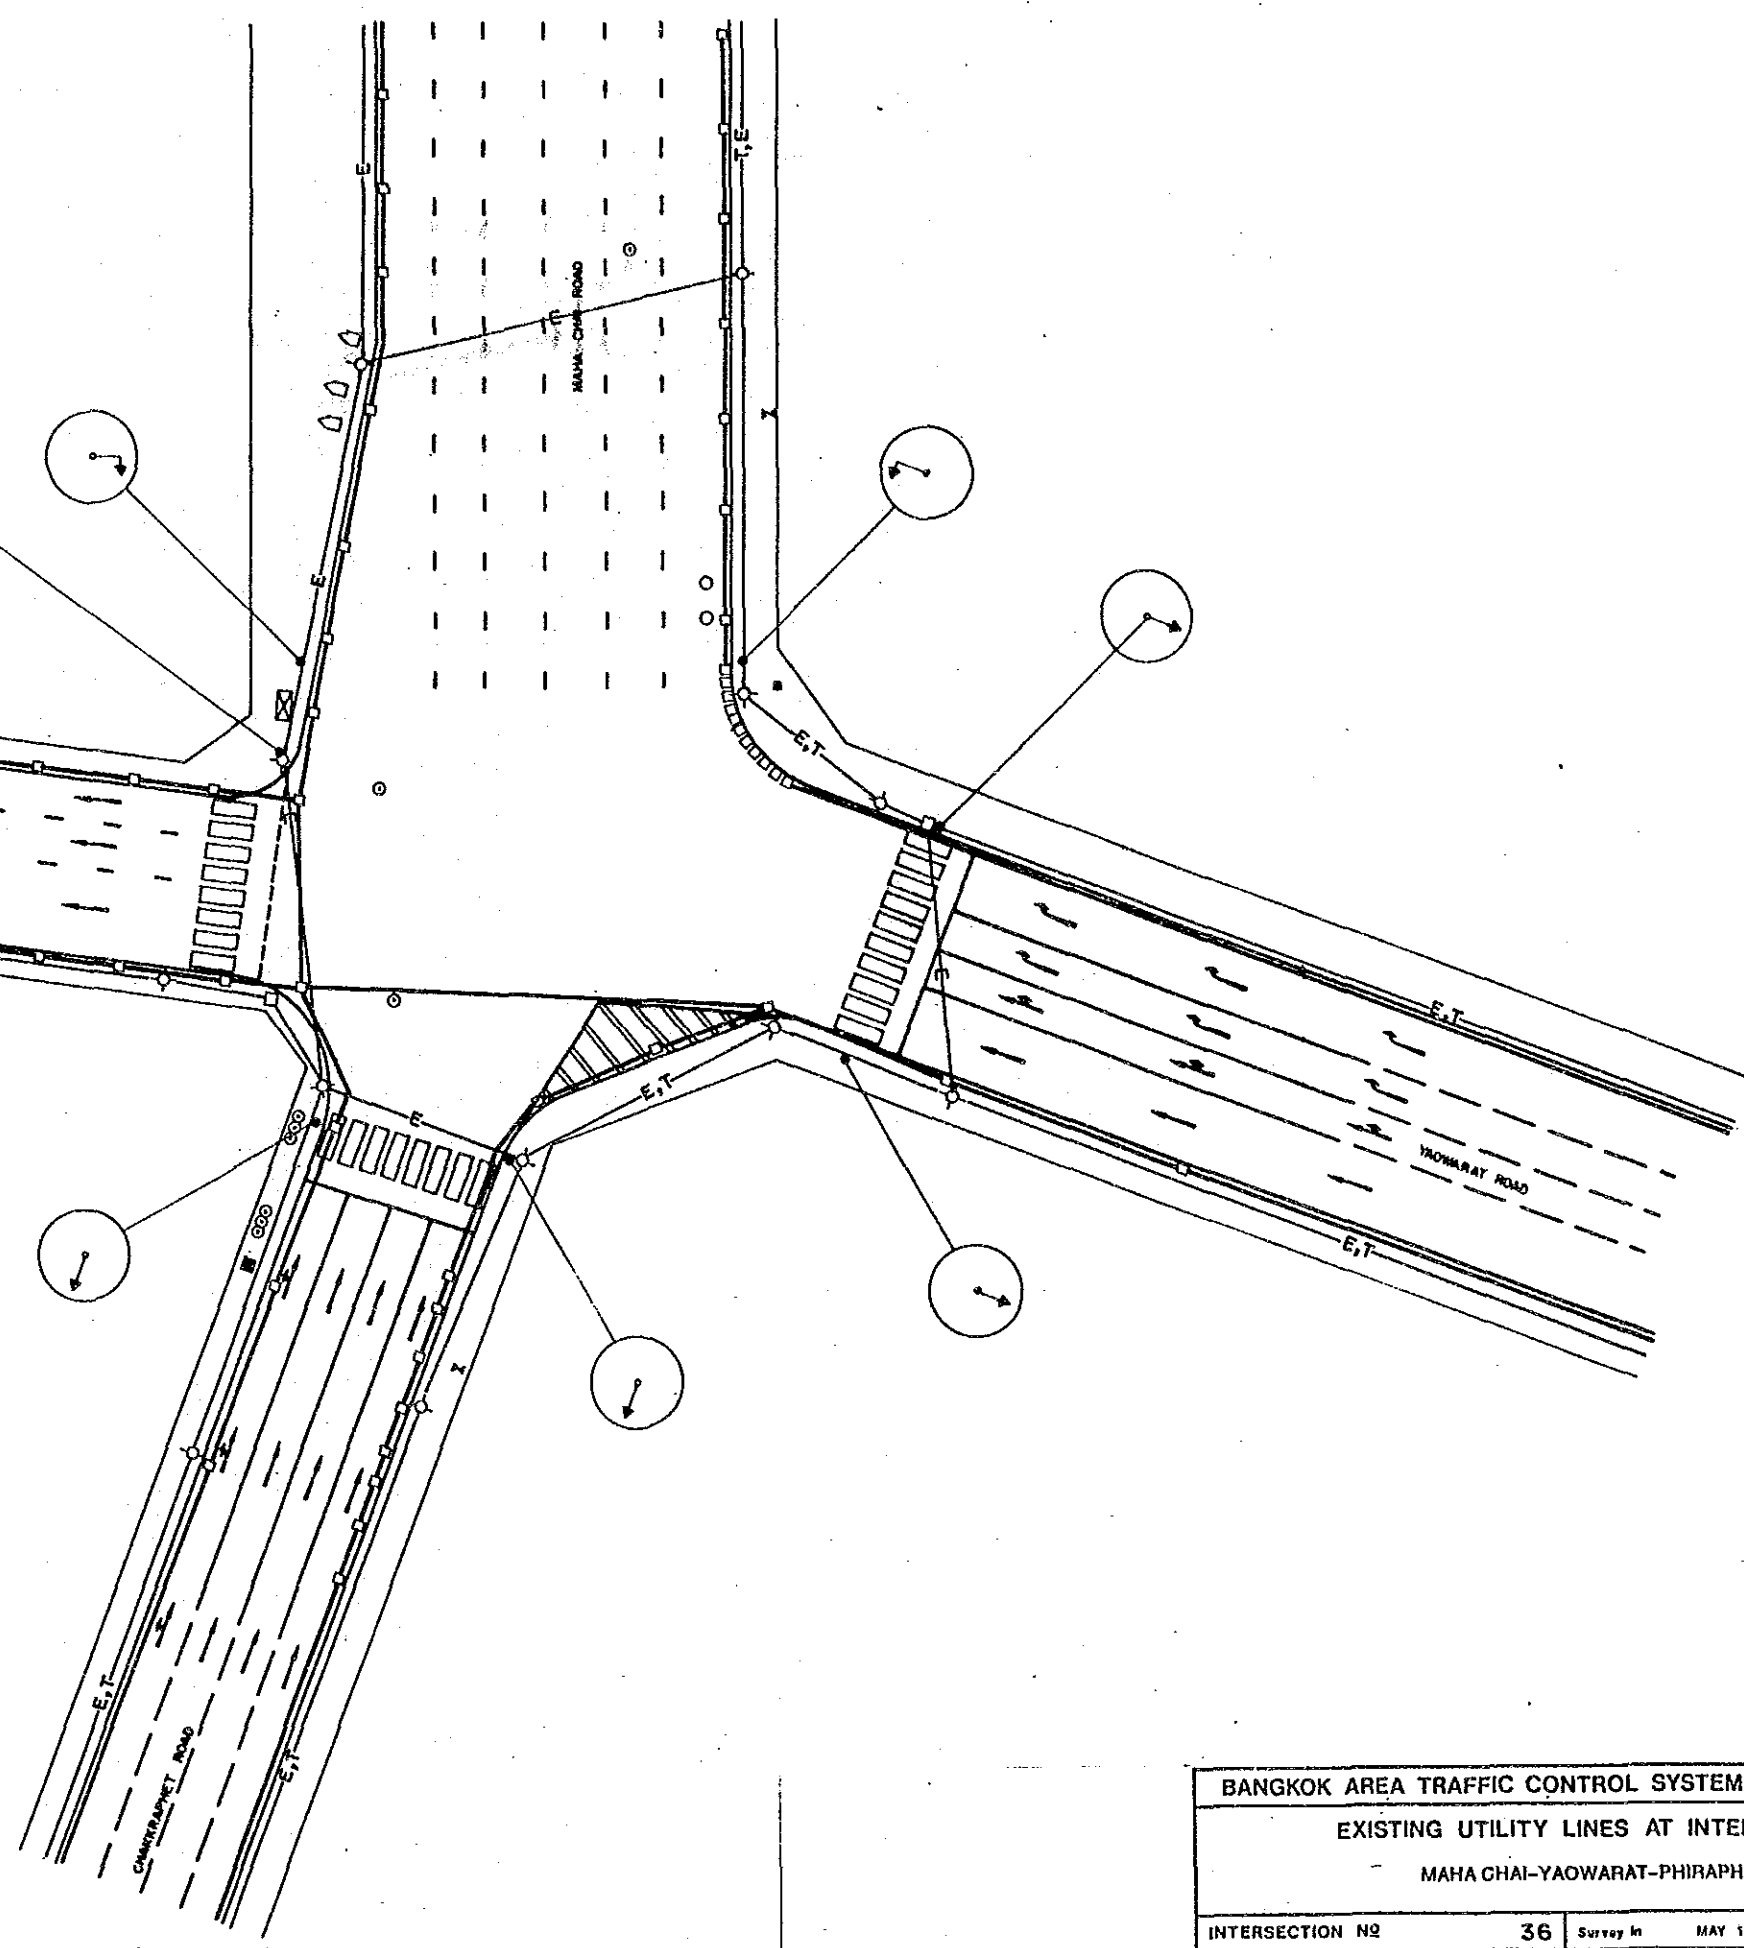 E
T,E
E
MAHA CHAI ROAD
E
E,T
E
E,T
YAOWARAT ROAD
E,T
E,T
E
E,T
E,T
CHAKKRAPHET ROAD
BANGKOK AREA TRAFFIC CONTROL SYSTEM
EXISTING UTILITY LINES AT INTE
MAHA CHAI-YAOWARAT-PHIRAPH
INTERSECTION NO 36 Survey in MAY 1